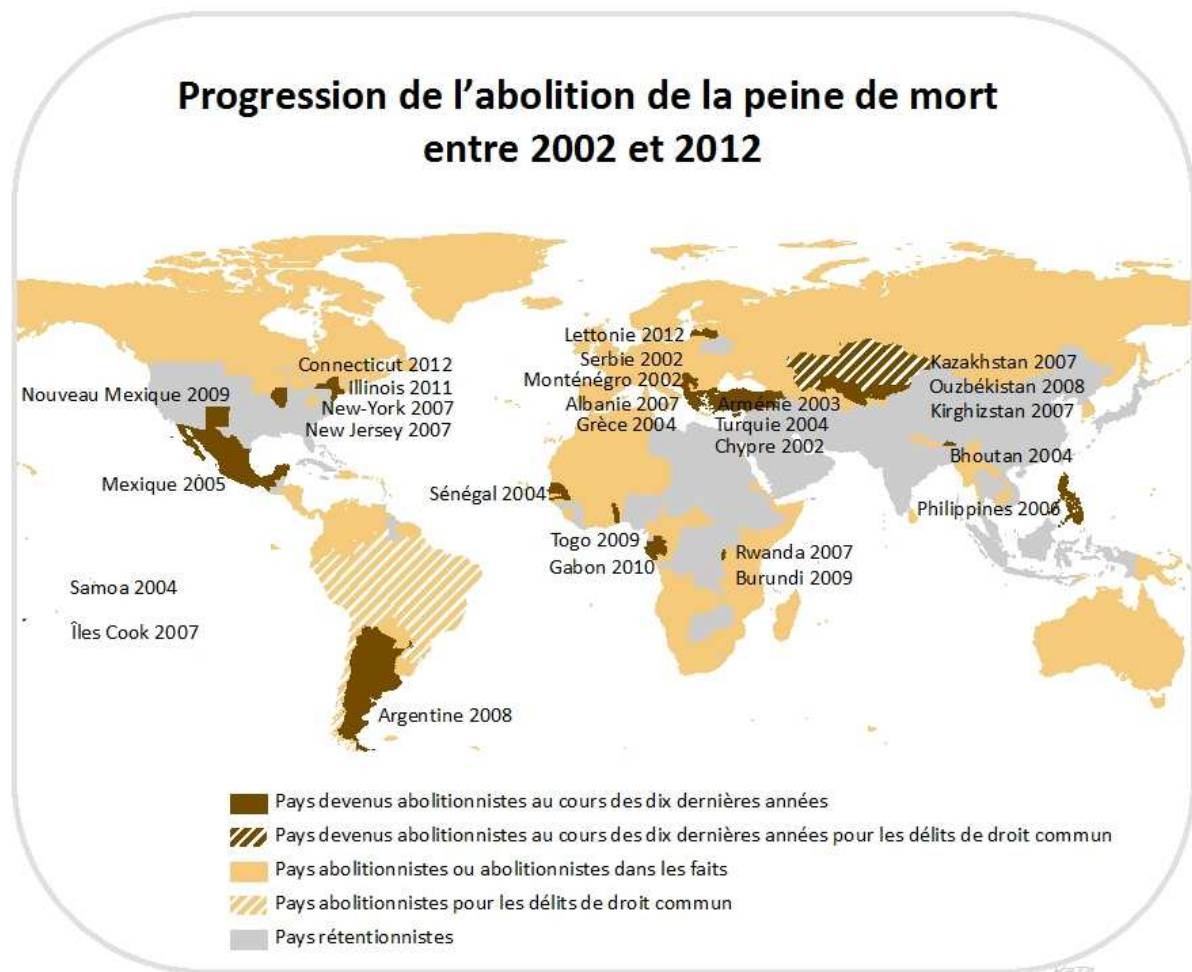 Progression de l'abolition de la peine de mort
entre 2002 et 2012
Lettonie 2012
Connecticut 2012
Serbie 2002
Kazakhstan 2007
Nouveau Mexique 2009
Illinois 2011
Monténégro 2002
Ouzbékistan 2008
New-York 2007
Albanie 2007
Arménie 2003
Kirghizstan 2007
New Jersey 2007
Grèce 2004
Turquie 2004
Chypre 2002
Bhoutan 2004
Mexique 2005
Sénégal 2004
Philippines 2006
Togo 2009
Rwanda 2007
Gabon 2010
Burundi 2009
Samoa 2004
Îles Cook 2007
Argentine 2008
Pays devenus abolitionnistes au cours des dix dernières années
Pays devenus abolitionnistes au cours des dix dernières années pour les délits de droit commun
Pays abolitionnistes ou abolitionnistes dans les faits
Pays abolitionnistes pour les délits de droit commun
Pays rétentionnistes